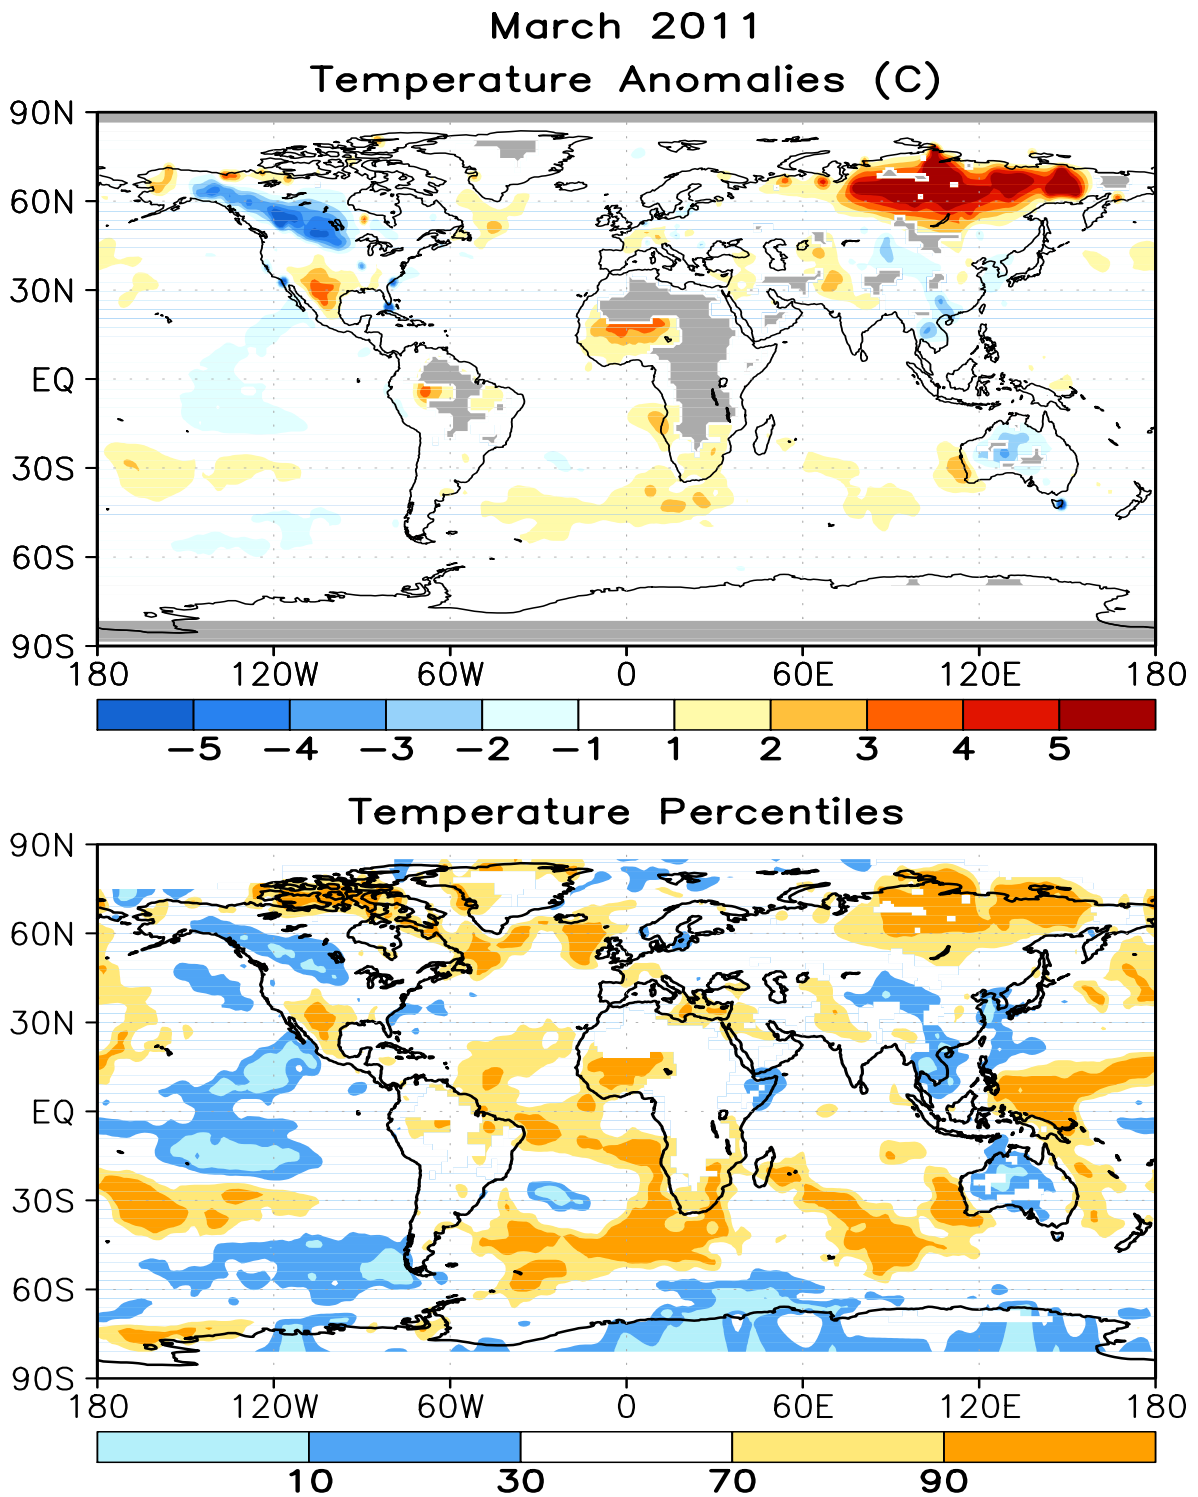 March 2011
Temperature Anomalies (C)
90N
60N
30N
EQ
30S
60S
90S
180 120W 60W 0 60E 120E 180
-5 -4 -3 -2 -1 1 2 3 4 5
Temperature Percentiles
90N
60N
30N
EQ
30S
60S
90S
180 120W 60W 0 60E 120E 180
10 30 70 90